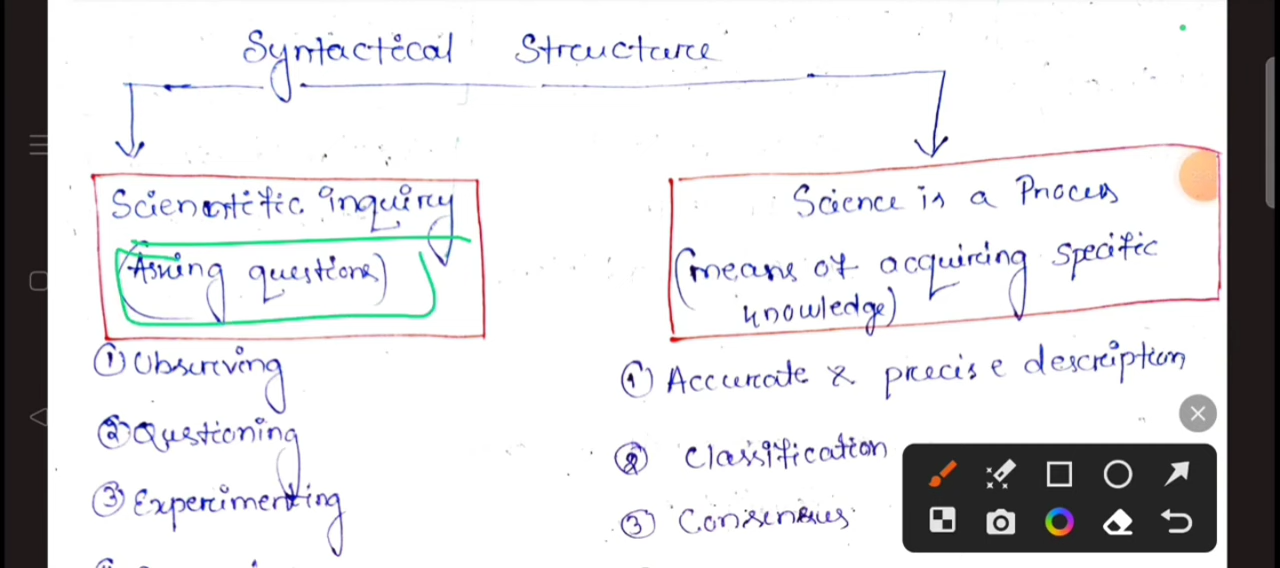 Syntactical Structure
Scientific inquiry
(Asking questions)
① Observing
② Questioning
③ Experimenting
Science is a Process
(means of acquiring specific
knowledge)
① Accurate & precise description
② Classification
③ Consensus